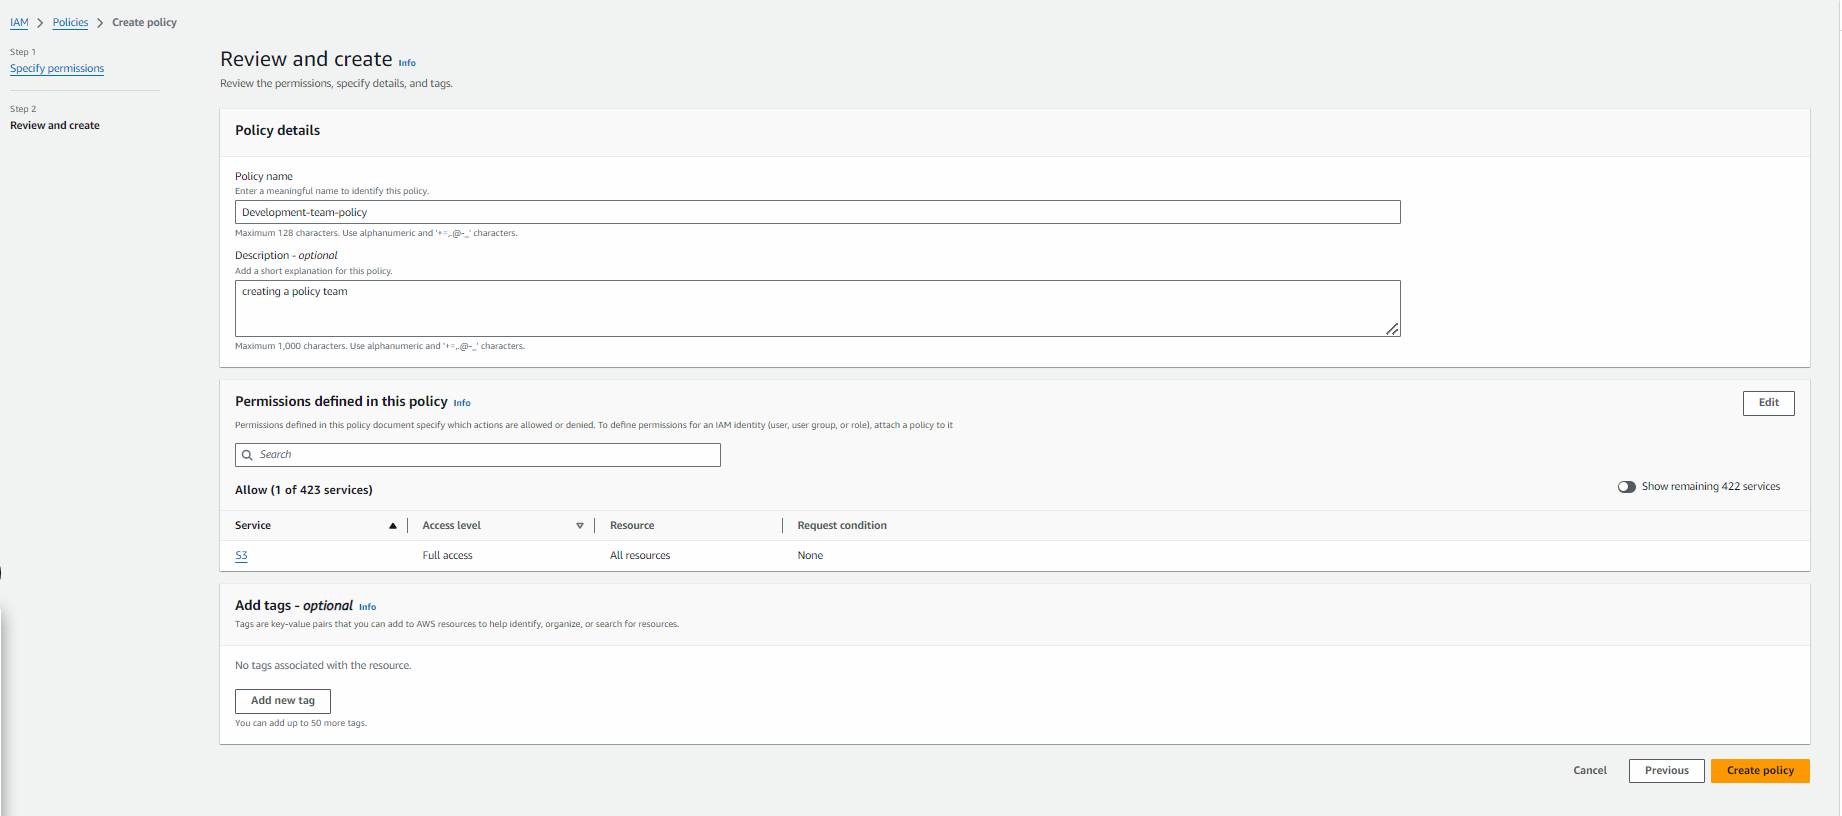 IAM > Policies > Create policy
Step 1
Specify permissions
Step 2
Review and create
Review and create Info
Review the permissions, specify details, and tags.
Policy details
Policy name
Enter a meaningful name to identify this policy.
Development-team-policy
Maximum 128 characters. Use alphanumeric and '+=,.@-_' characters.
Description - optional
Add a short explanation for this policy.
creating a policy team
Maximum 1,000 characters. Use alphanumeric and '+=,.@-_' characters.
Permissions defined in this policy Info
Edit
Permissions defined in this policy document specify which actions are allowed or denied. To define permissions for an IAM identity (user, user group, or role), attach a policy to it
Search
Allow (1 of 423 services)
Show remaining 422 services
Service Access level Resource Request condition
S3 Full access All resources None
Add tags - optional Info
Tags are key-value pairs that you can add to AWS resources to help identify, organize, or search for resources.
No tags associated with the resource.
Add new tag
You can add up to 50 more tags.
Cancel Previous Create policy